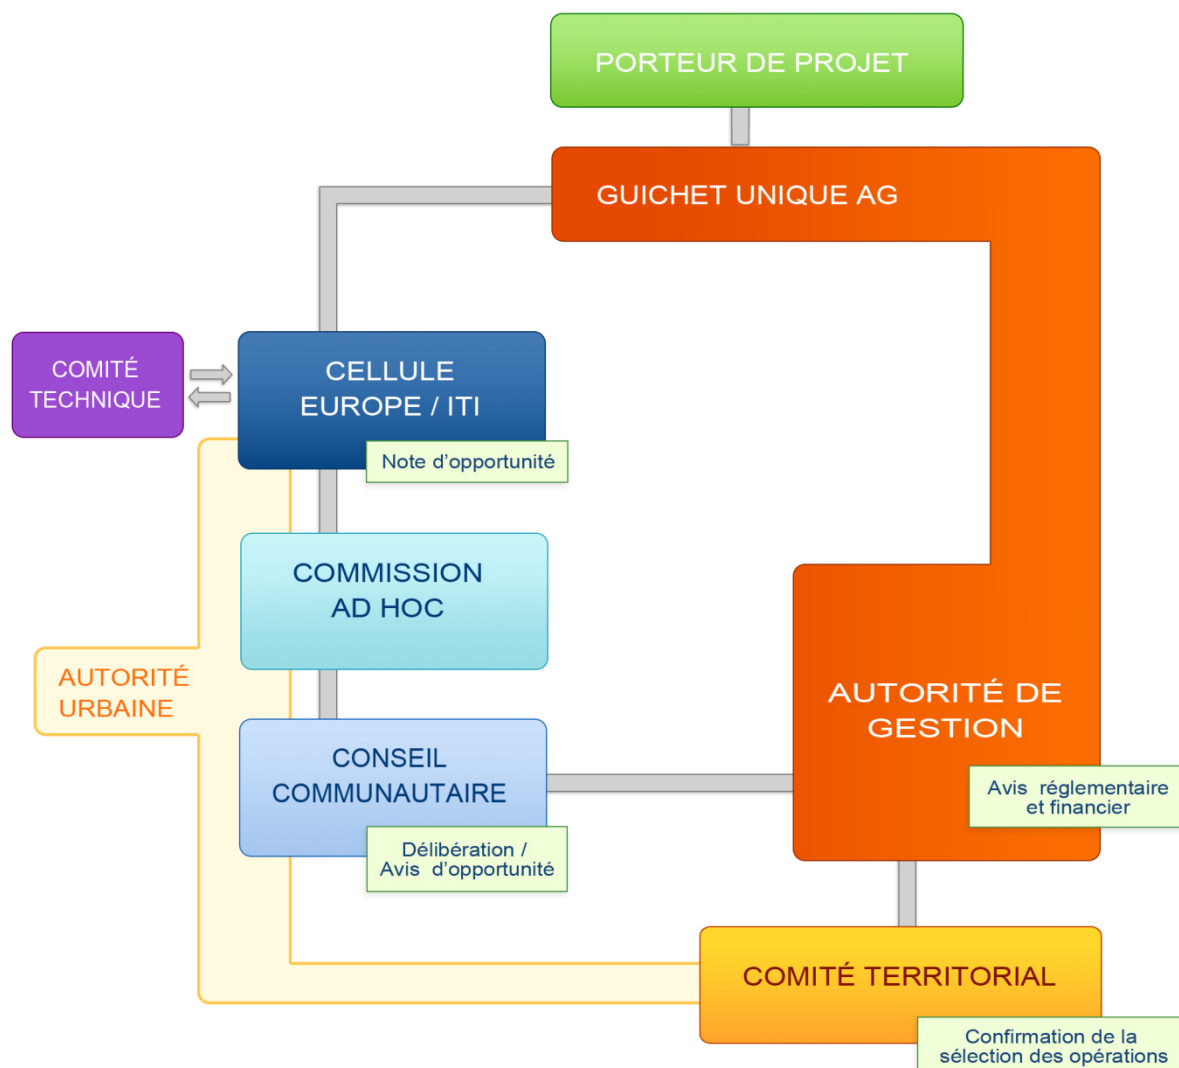 PORTEUR DE PROJET
GUICHET UNIQUE AG
COMITÉ
TECHNIQUE
CELLULE
EUROPE / ITI
Note d'opportunité
COMMISSION
AD HOC
AUTORITÉ
URBAINE
CONSEIL
COMMUNAUTAIRE
Délibération /
Avis d'opportunité
AUTORITÉ DE
GESTION
Avis réglementaire
et financier
COMITÉ TERRITORIAL
Confirmation de la
sélection des opérations